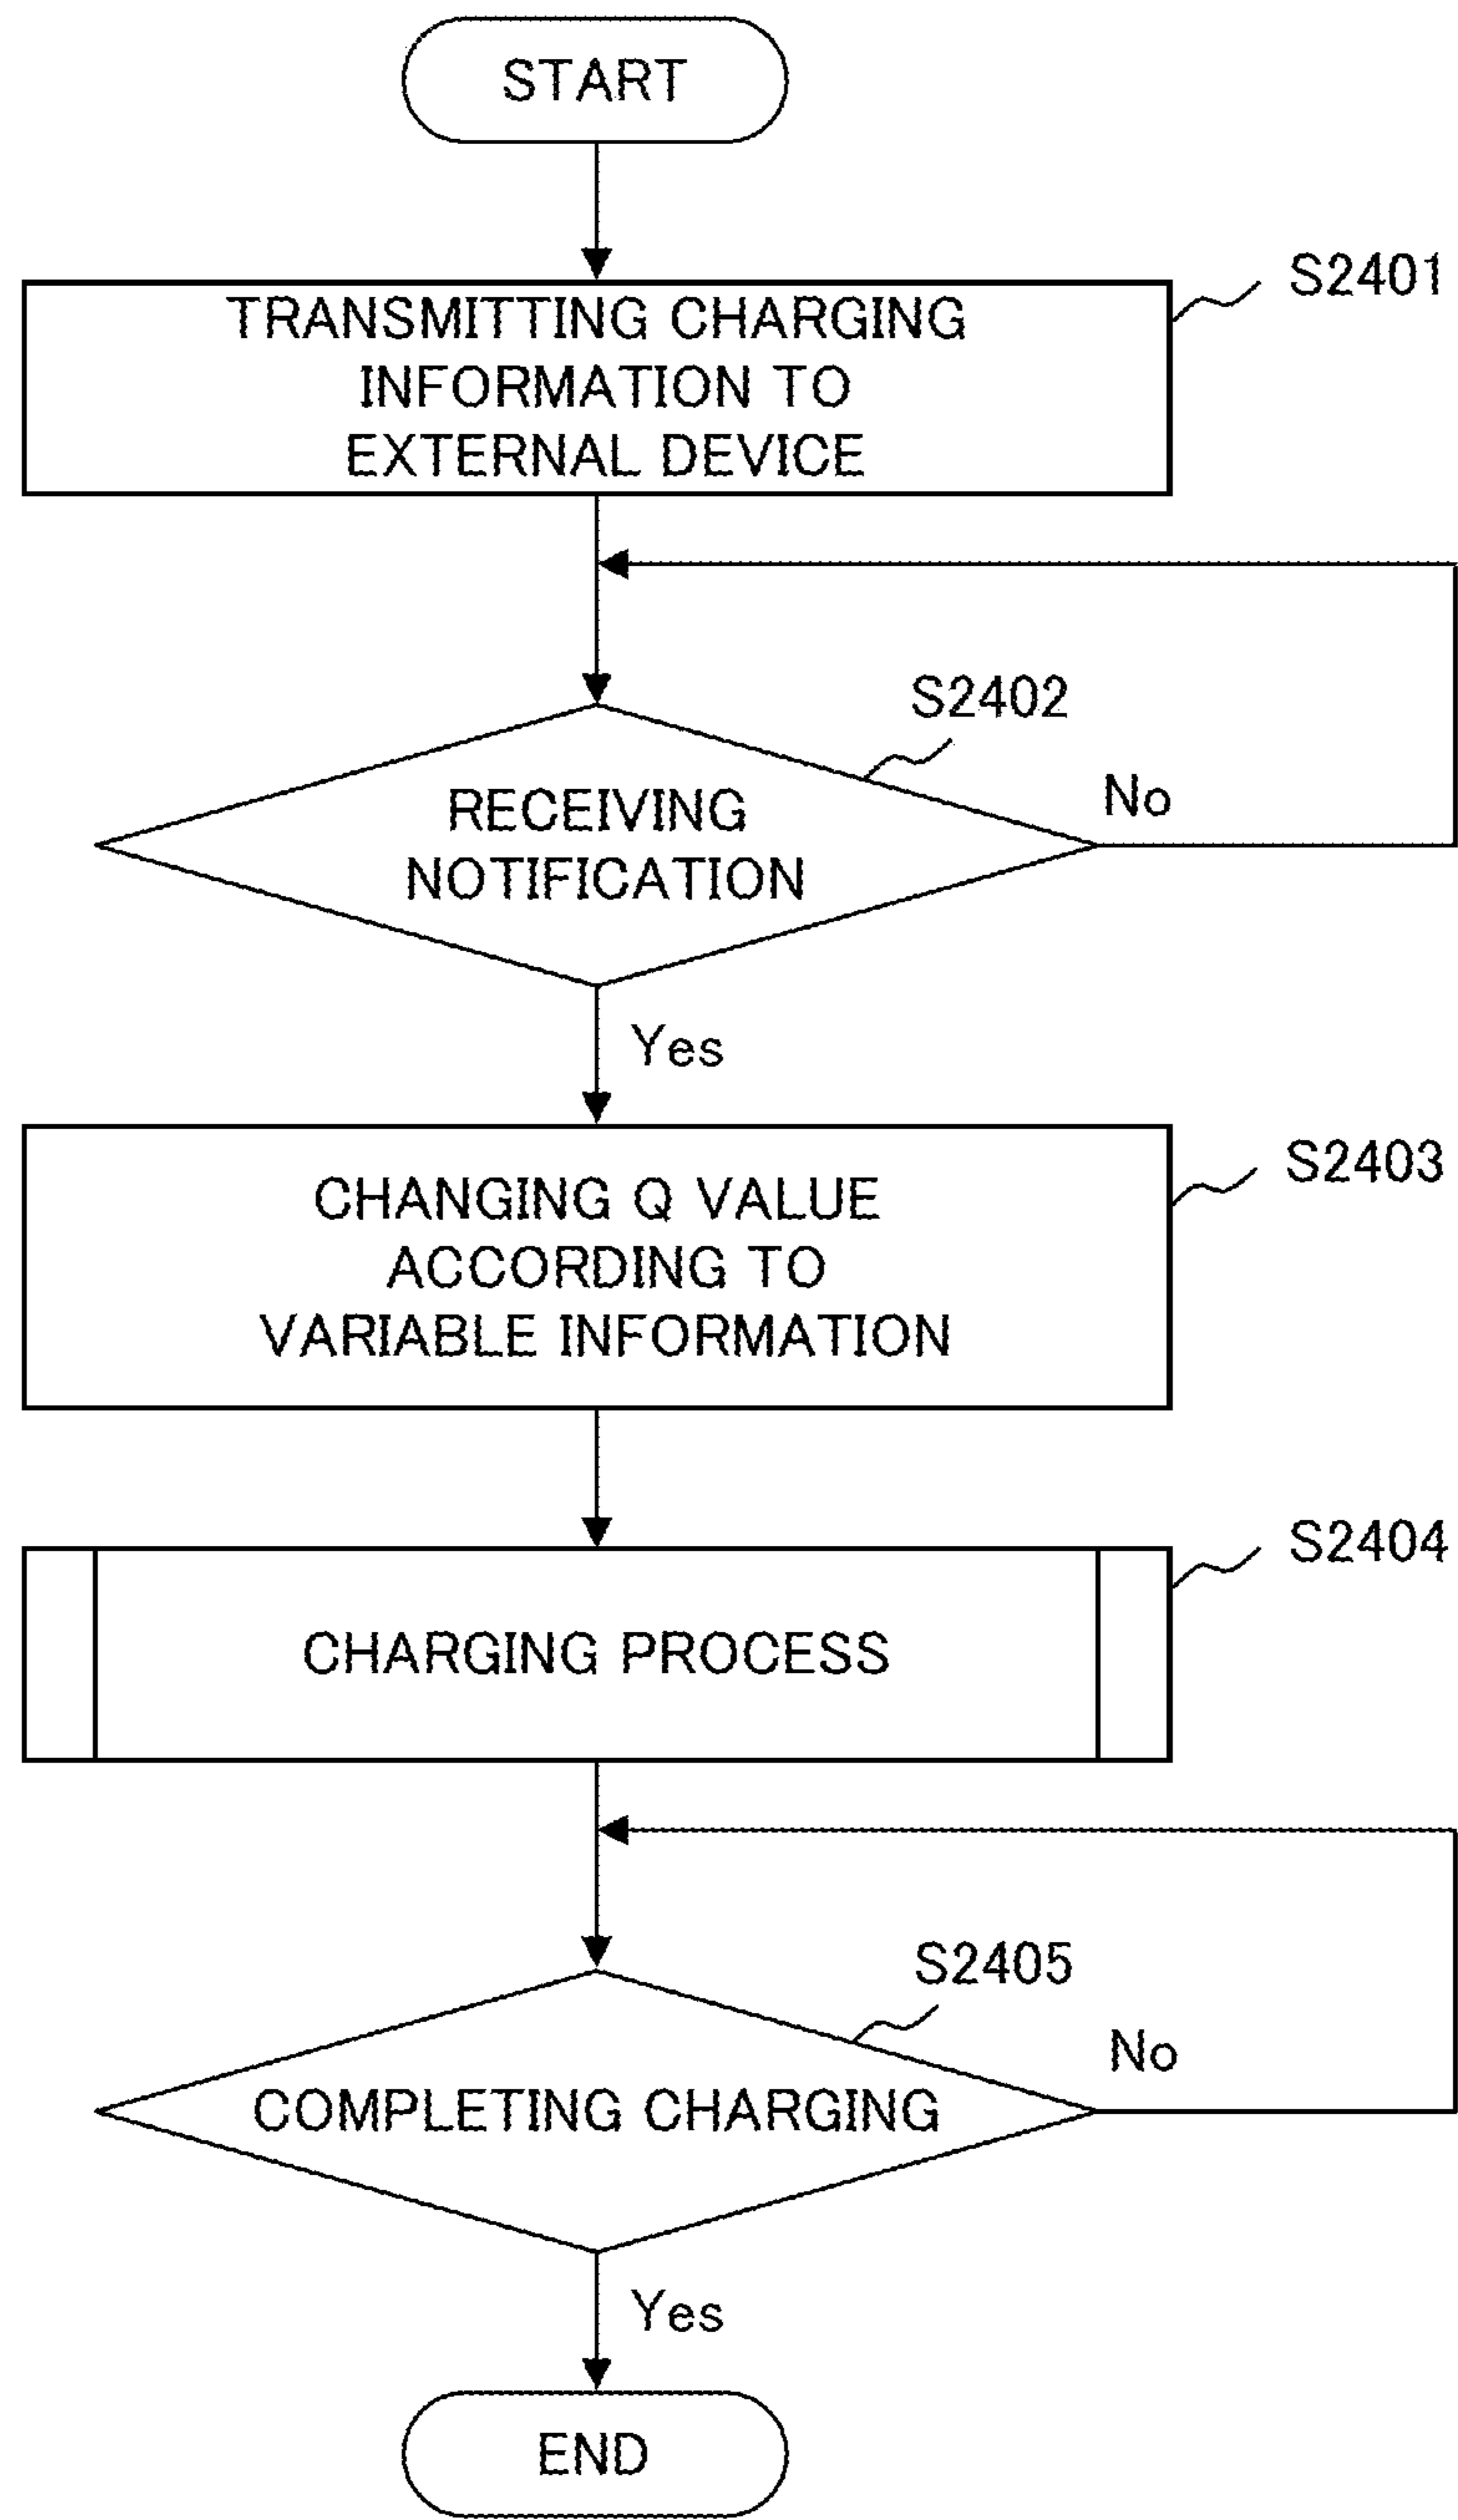 START
S2401
TRANSMITTING CHARGING
INFORMATION TO
EXTERNAL DEVICE
S2402
No
RECEIVING
NOTIFICATION
Yes
S2403
CHANGING Q VALUE
ACCORDING TO
VARIABLE INFORMATION
S2404
CHARGING PROCESS
S2405
No
COMPLETING CHARGING
Yes
END